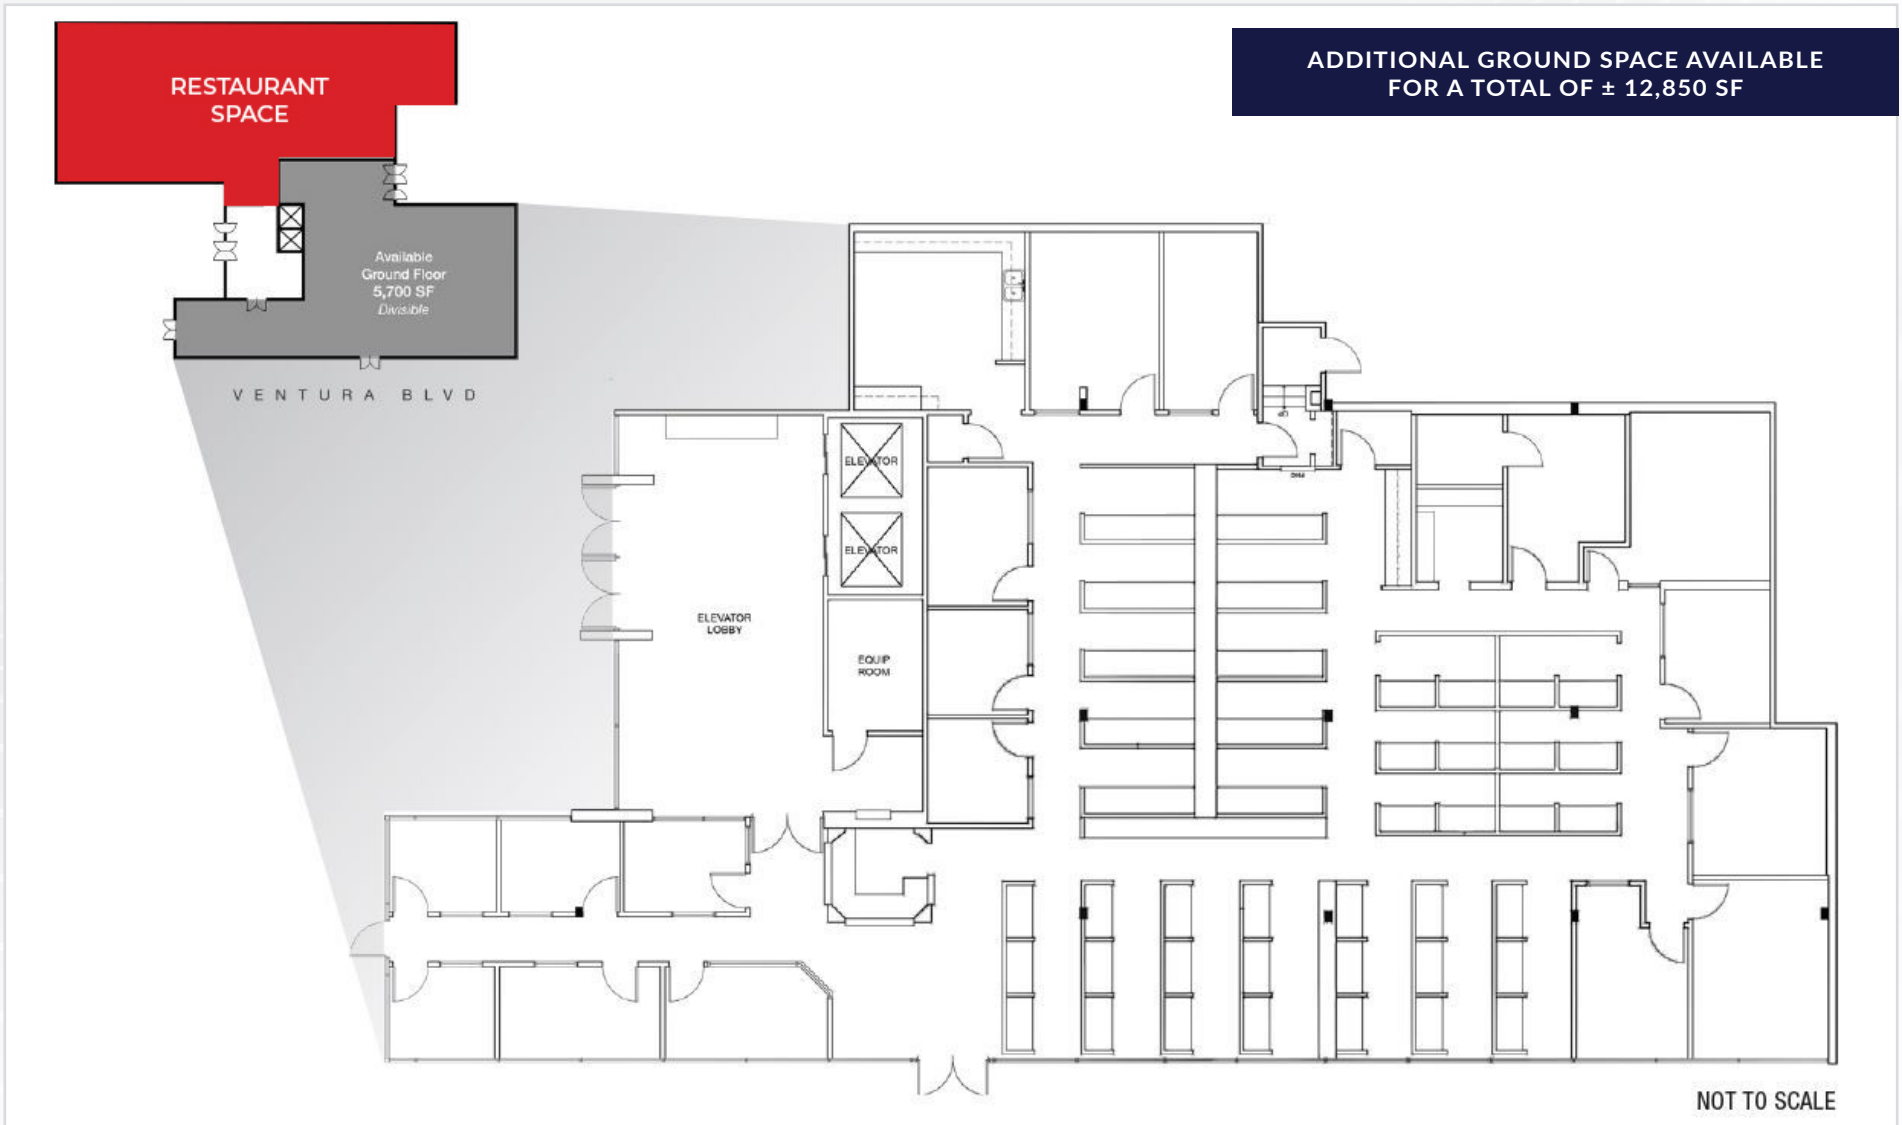 ADDITIONAL GROUND SPACE AVAILABLE
FOR A TOTAL OF ± 12,850 SF
RESTAURANT
SPACE
Available
Ground Floor
5,700 SF
Divisible
VENTURA BLVD
ELEVATOR
ELEVATOR
ELEVATOR
LOBBY
EQUIP
ROOM
NOT TO SCALE